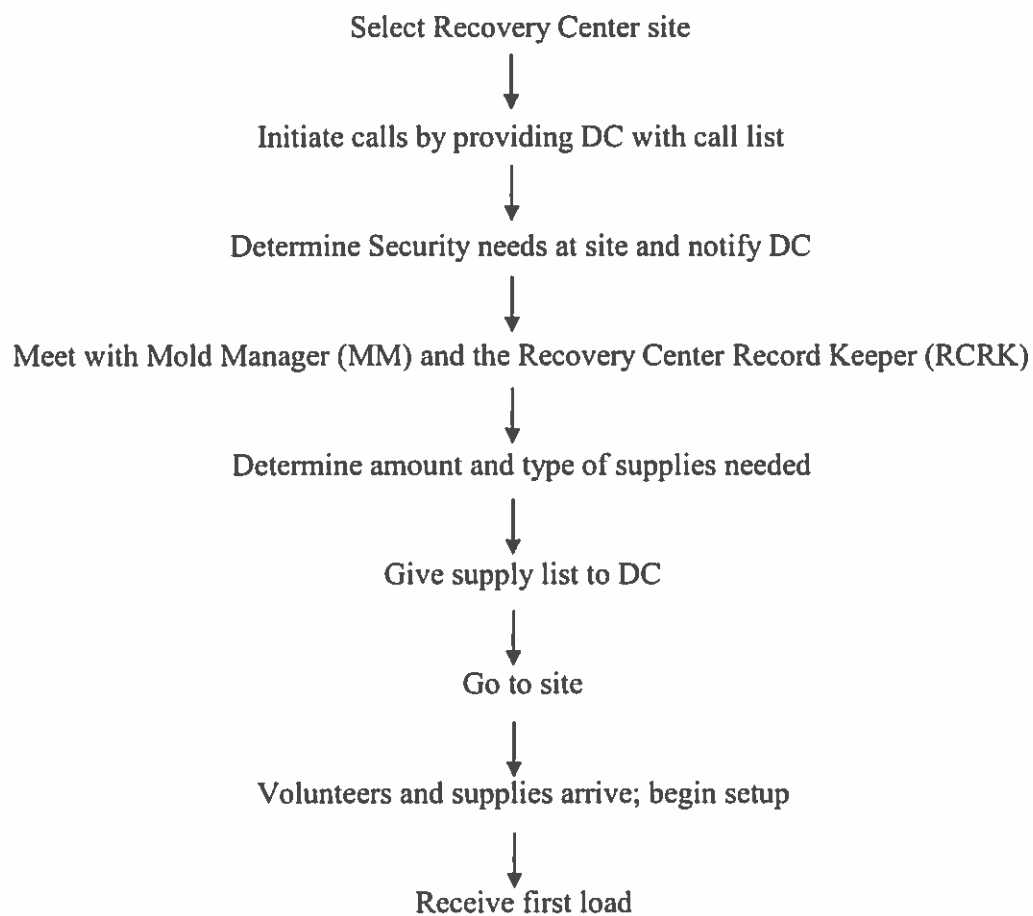 Select Recovery Center site
Initiate calls by providing DC with call list
Determine Security needs at site and notify DC
Meet with Mold Manager (MM) and the Recovery Center Record Keeper (RCRK)
Determine amount and type of supplies needed
Give supply list to DC
Go to site
Volunteers and supplies arrive; begin setup
Receive first load